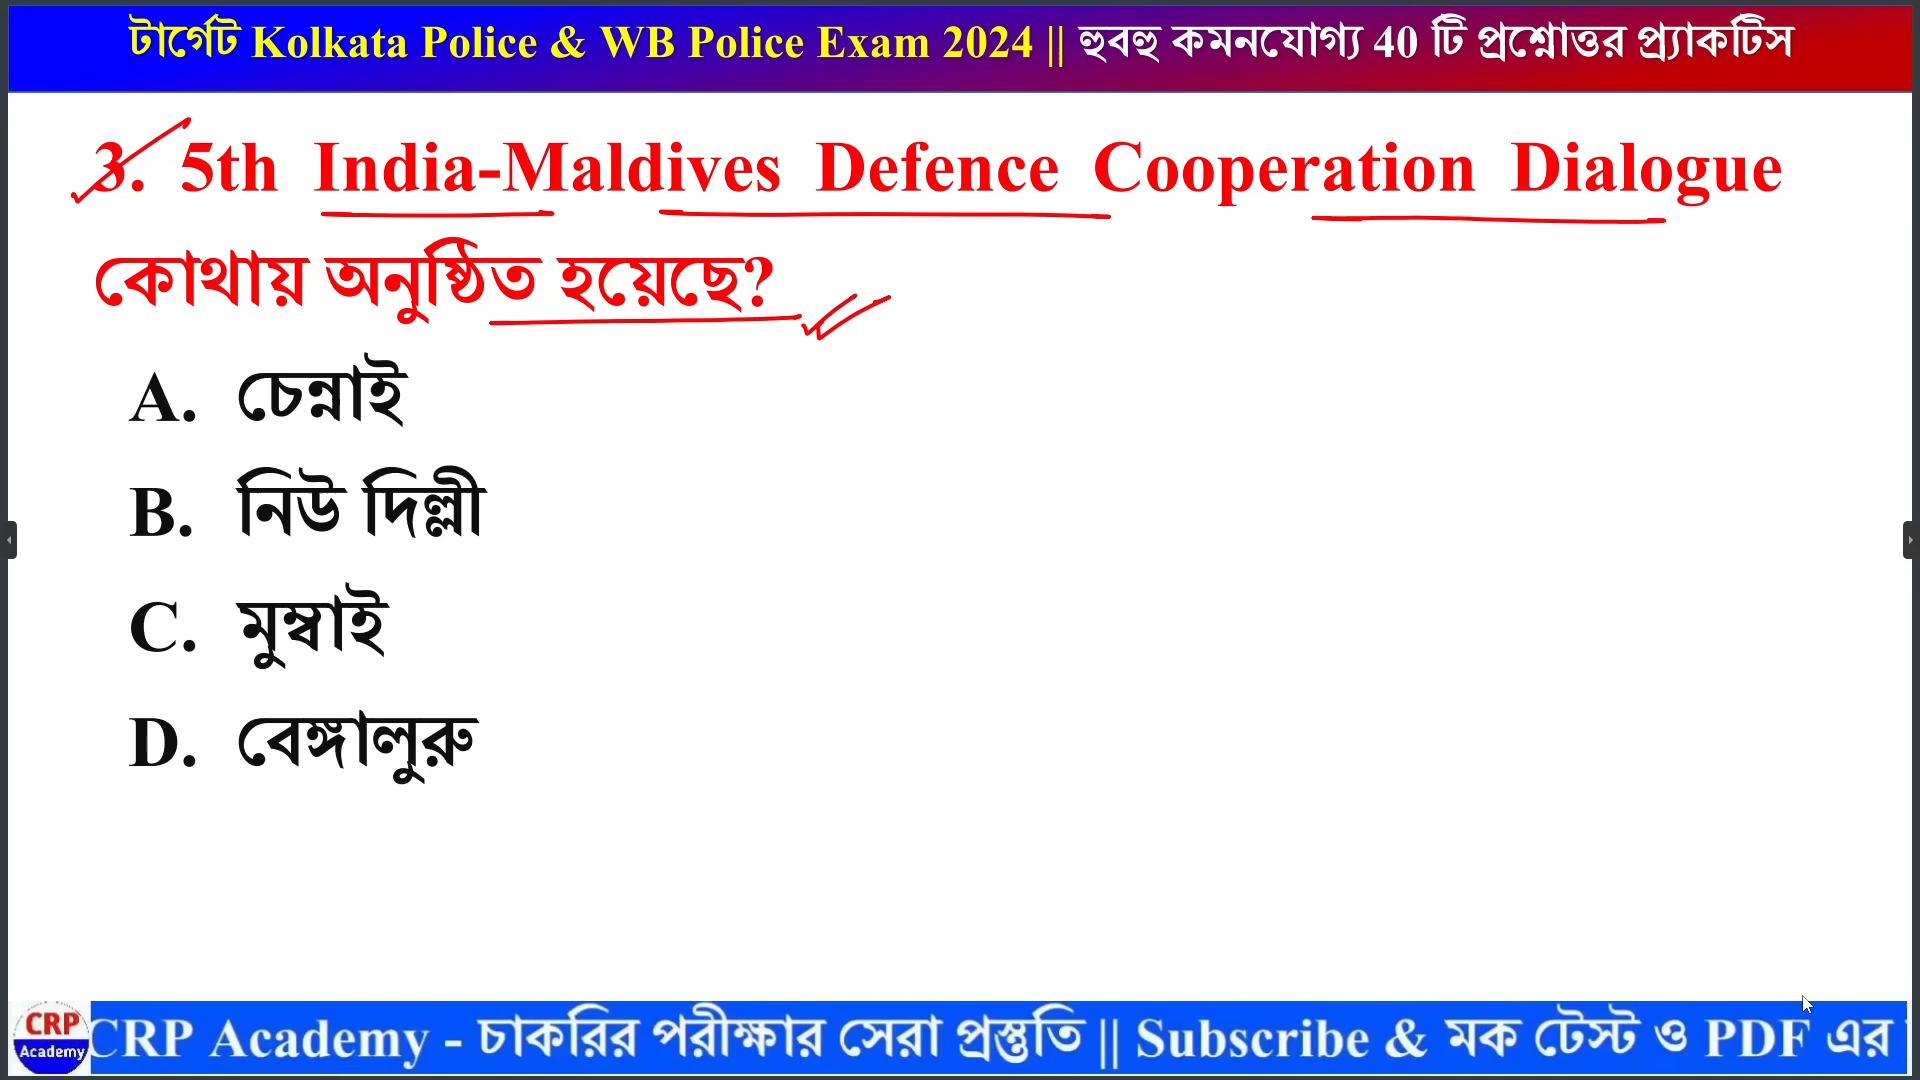 টার্গেট Kolkata Police & WB Police Exam 2024 || হুবহু কমনযোগ্য 40 টি প্রশ্নোত্তর প্র্যাকটিস
3. 5th India-Maldives Defence Cooperation Dialogue
কোথায় অনুষ্ঠিত হয়েছে?
A. চেন্নাই
B. নিউ দিল্লী
C. মুম্বাই
D. বেঙ্গালুরু
CRP Academy
CRP Academy - চাকরির পরীক্ষার সেরা প্রস্তুতি || Subscribe & মক টেস্ট ও PDF এর